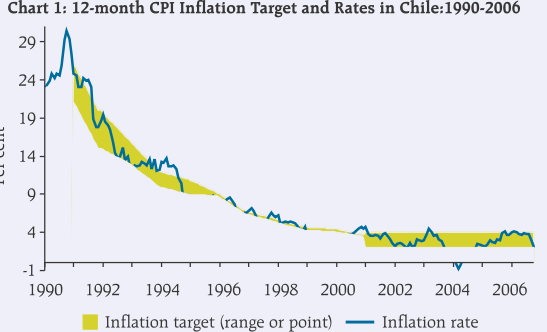 Chart 1: 12-month CPI Inflation Target and Rates in Chile:1990-2006
Per cent
29
24
19
14
9
4
-1
1990 1992 1994 1996 1998 2000 2002 2004 2006
Inflation target (range or point) Inflation rate